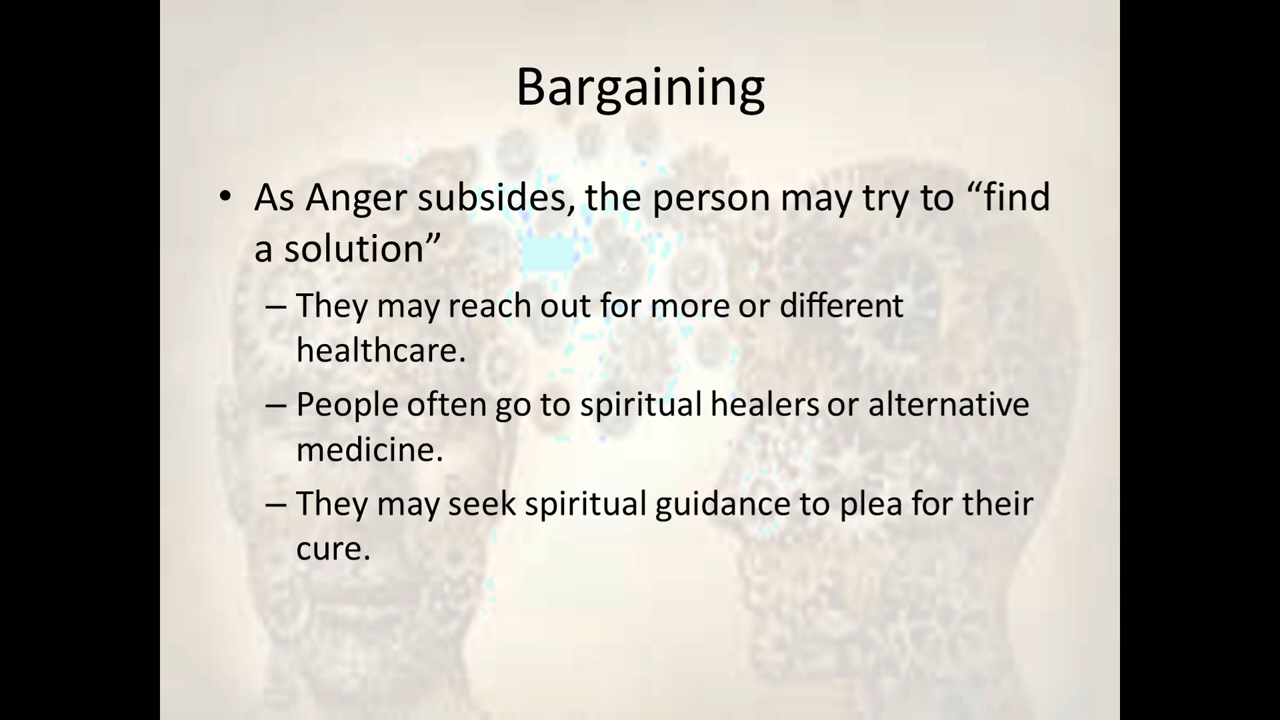 Bargaining
• As Anger subsides, the person may try to “find
a solution”
– They may reach out for more or different
healthcare.
– People often go to spiritual healers or alternative
medicine.
– They may seek spiritual guidance to plea for their
cure.